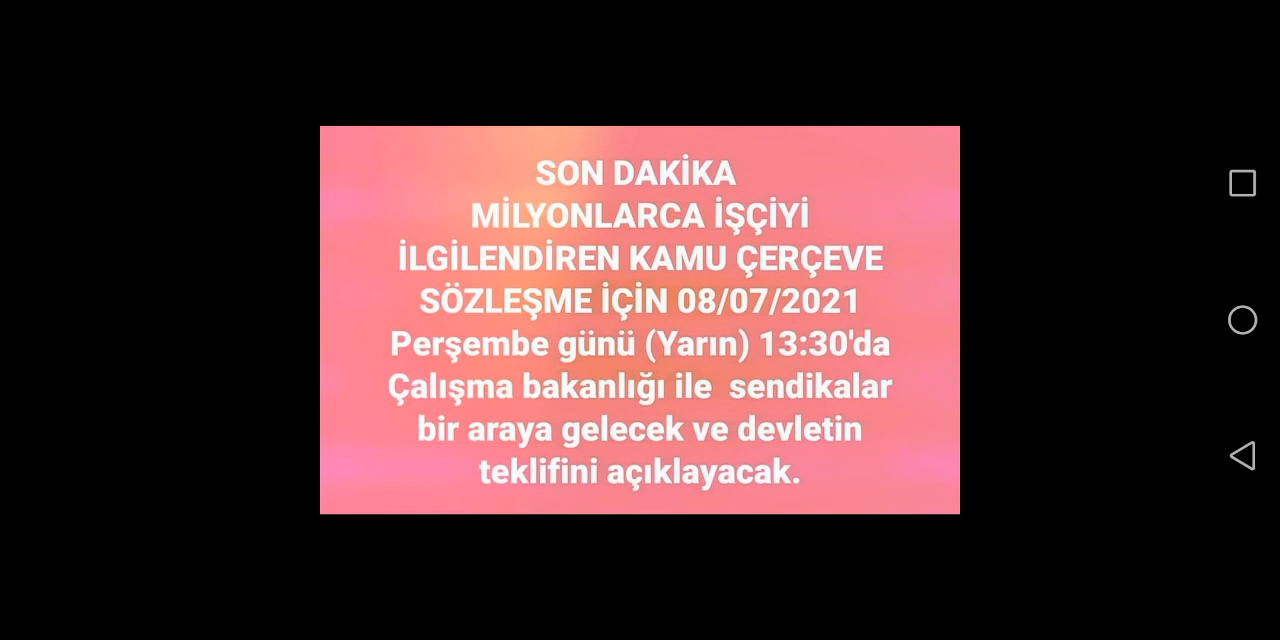 SON DAKİKA
MİLYONLARCA İŞÇİYİ
İLGİLENDİREN KAMU ÇERÇEVE
SÖZLEŞME İÇİN 08/07/2021
Perşembe günü (Yarın) 13:30'da
Çalışma bakanlığı ile  sendikalar
bir araya gelecek ve devletin
teklifini açıklayacak.